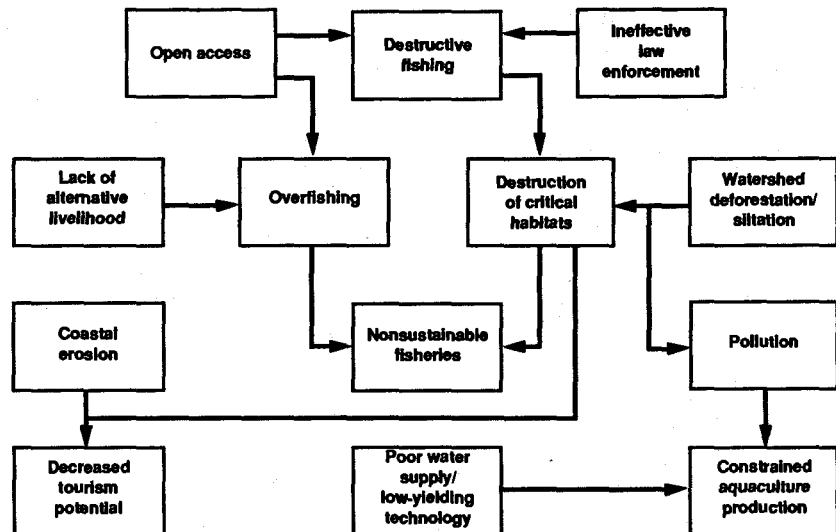 Open access
Destructive
fishing
Ineffective
law
enforcement
Lack of
alternative
livelihood
Overfishing
Destruction
of critical
habitats
Watershed
deforestation/
siltation
Coastal
erosion
Nonsustainable
fisheries
Pollution
Decreased
tourism
potential
Poor water
supply/
low-yielding
technology
Constrained
aquaculture
production